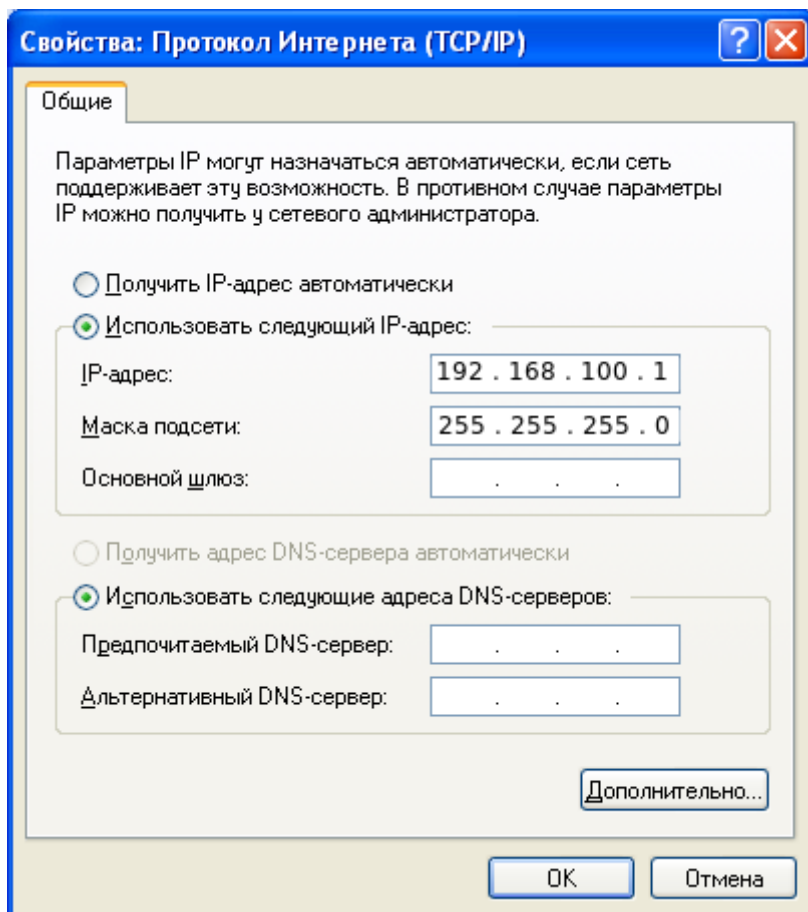 Свойства: Протокол Интернета (TCP/IP)
Общие
Параметры IP могут назначаться автоматически, если сеть
поддерживает эту возможность. В противном случае параметры
IP можно получить у сетевого администратора.
Получить IP-адрес автоматически
Использовать следующий IP-адрес:
IP-адрес: 192 . 168 . 100 . 1
Маска подсети: 255 . 255 . 255 . 0
Основной шлюз: . . .
Получить адрес DNS-сервера автоматически
Использовать следующие адреса DNS-серверов:
Предпочитаемый DNS-сервер: . . .
Альтернативный DNS-сервер: . . .
Дополнительно...
OK Отмена